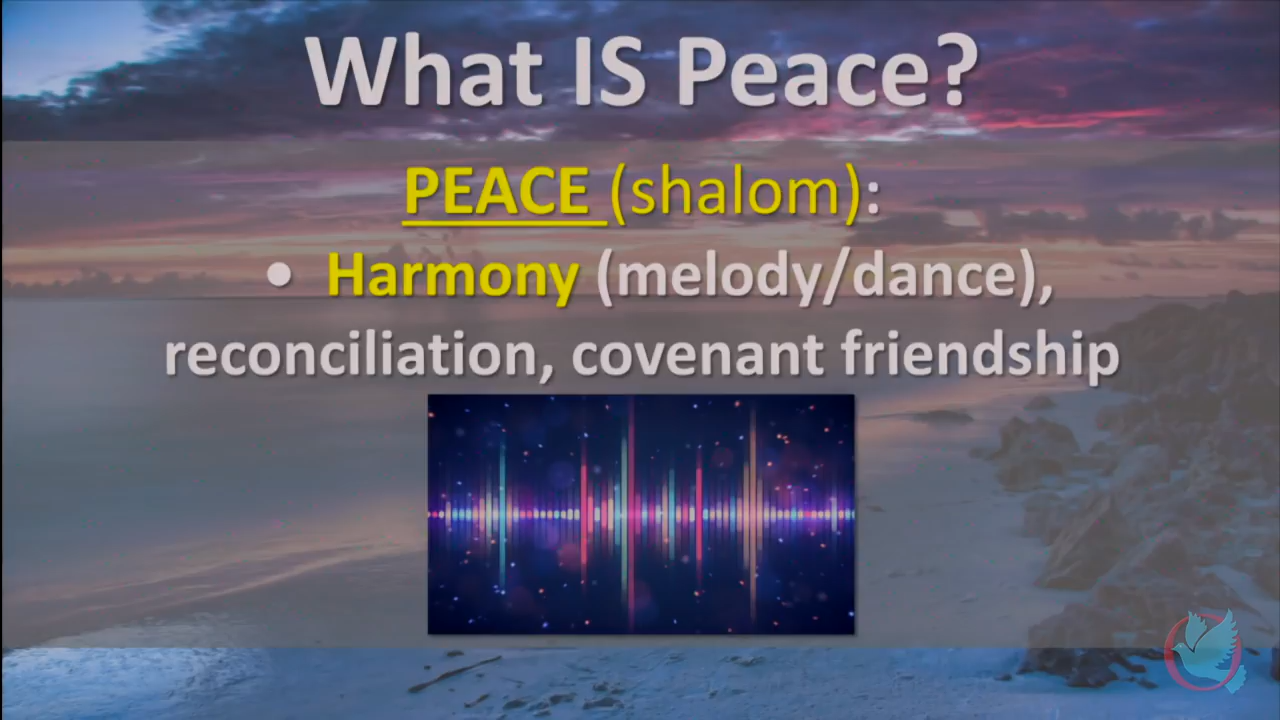 What IS Peace?
PEACE (shalom):
• Harmony (melody/dance),
reconciliation, covenant friendship